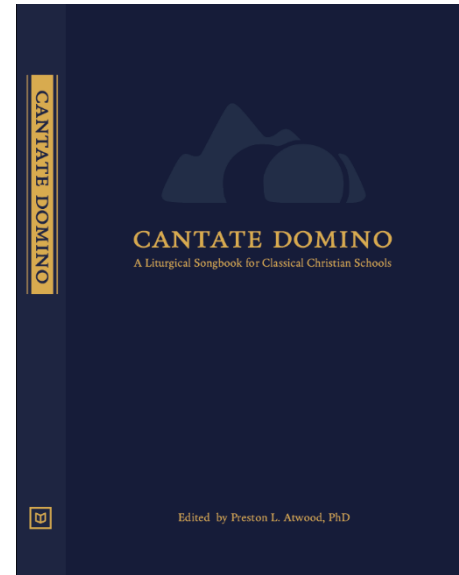 CANTATE DOMINO
CANTATE DOMINO
A Liturgical Songbook for Classical Christian Schools
Edited by Preston L. Atwood, PhD